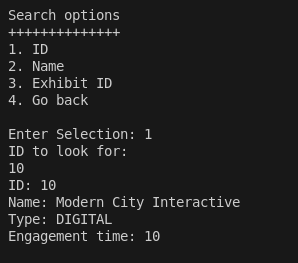 Search options
++++++++++++++
1. ID
2. Name
3. Exhibit ID
4. Go back

Enter Selection: 1
ID to look for:
10
ID: 10
Name: Modern City Interactive
Type: DIGITAL
Engagement time: 10